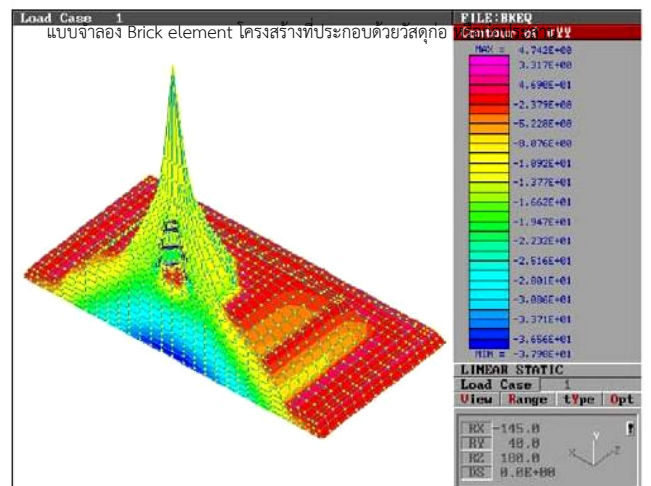 Load Case 1
FILE:BKEQ
แบบจำลอง Brick element โครงสร้างที่ประกอบด้วยวัสดุก่อ
Contour of σYY
MAX = 4.742E+00
3.317E+00
4.690E-01
-2.379E+00
-5.228E+00
-8.076E+00
-1.092E+01
-1.377E+01
-1.662E+01
-1.947E+01
-2.232E+01
-2.516E+01
-2.801E+01
-3.086E+01
-3.371E+01
-3.656E+01
MIN = -3.798E+01
LINEAR STATIC
Load Case 1
View Range tYpe Opt
RX -145.0
RY 40.0
RZ 180.0
DS 0.0E+00
Y
Z